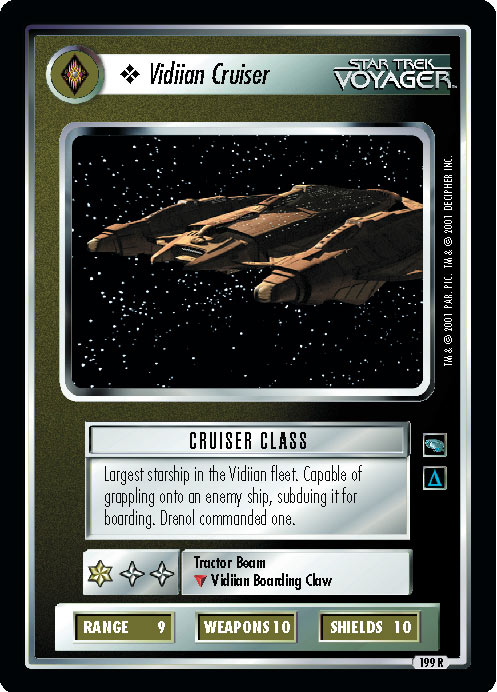 ❖ Vidiian Cruiser
STAR TREK
VOYAGER™
TM & © 2001 PAR. PIC. TM & © 2001 DECIPHER INC.
CRUISER CLASS
Largest starship in the Vidiian fleet. Capable of
grappling onto an enemy ship, subduing it for
boarding. Drenol commanded one.
Tractor Beam
Vidiian Boarding Claw
RANGE 9 WEAPONS 10 SHIELDS 10
199 R